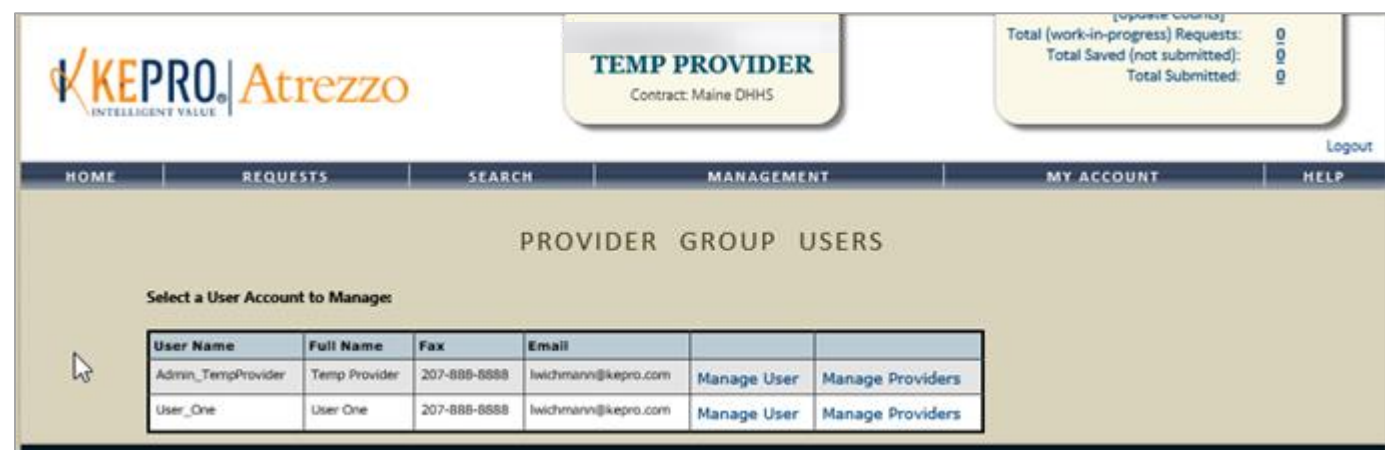 [Update Counts]
Total (work-in-progress) Requests: 0
Total Saved (not submitted): 0
Total Submitted: 0
KEPRO® Atrezzo
INTELLIGENT VALUE
TEMP PROVIDER
Contract: Maine DHHS
Logout
HOME REQUESTS SEARCH MANAGEMENT MY ACCOUNT HELP
PROVIDER GROUP USERS
Select a User Account to Manage:
User Name Full Name Fax Email
Admin_TempProvider Temp Provider 207-888-8888 lwichmann@kepro.com Manage User Manage Providers
User_One User One 207-888-8888 lwichmann@kepro.com Manage User Manage Providers